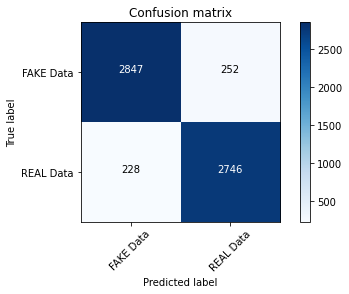 Confusion matrix
True label
FAKE Data
2847
252
REAL Data
228
2746
FAKE Data
REAL Data
Predicted label
2500
2000
1500
1000
500